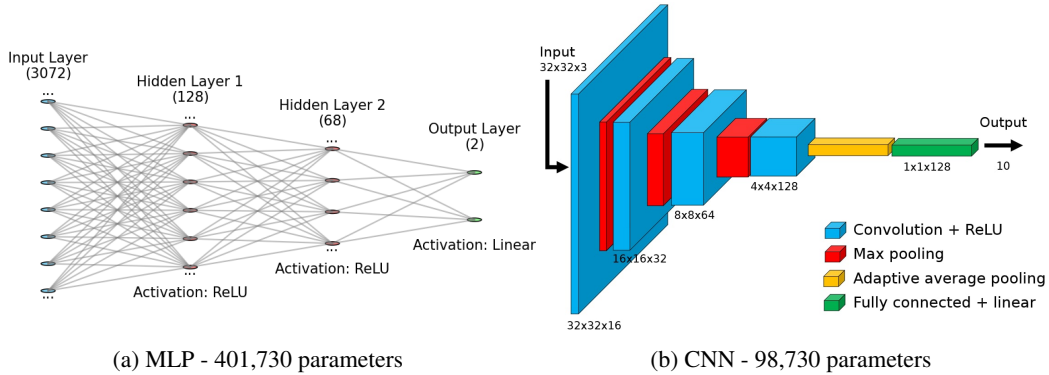 Input Layer
(3072)
...
Hidden Layer 1
(128)
...
Hidden Layer 2
(68)
...
Output Layer
(2)
...
...
...
Activation: ReLU
Activation: ReLU
Activation: Linear
(a) MLP - 401,730 parameters
Input
32x32x3
32x32x16
16x16x32
8x8x64
4x4x128
1x1x128
Output
10
Convolution + ReLU
Max pooling
Adaptive average pooling
Fully connected + linear
(b) CNN - 98,730 parameters